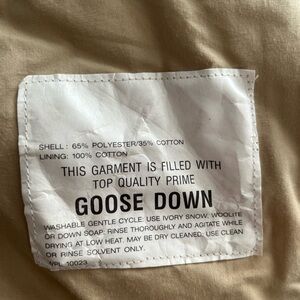 SHELL: 65% POLYESTER/35% COTTON
LINING: 100% COTTON
THIS GARMENT IS FILLED WITH
TOP QUALITY PRIME
GOOSE DOWN
WASHABLE GENTLE CYCLE: USE IVORY SNOW, WOOLITE
OR DOWN SOAP: RINSE THOROUGHLY AND AGITATE WHILE
DRYING AT LOW HEAT. MAY BE DRY CLEANED: USE CLEAN
OR RINSE SOLVENT ONLY.
WPL 10023